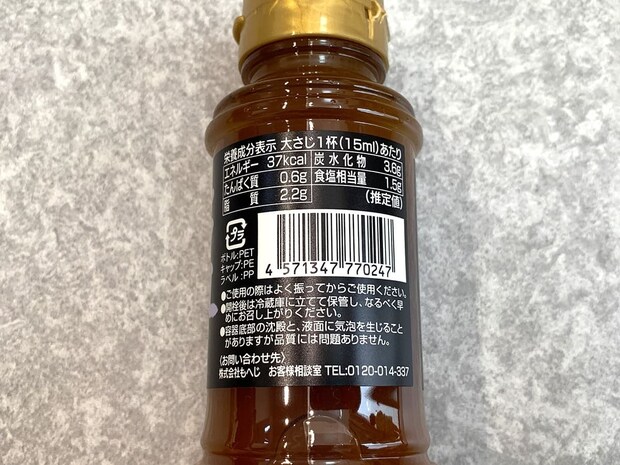 栄養成分表示 大さじ1杯(15ml)あたり
エネルギー 37kcal 炭水化物 3.6g
たんぱく質 0.6g 食塩相当量 1.5g
脂質 2.2g (推定値)
プラ
ボトル:PET
キャップ:PE
ラベル:PP
4 571347 770247
●ご使用の際はよく振ってからご使用ください。
●開栓後は冷蔵庫に立てて保管し、なるべく早
めにお召し上がりください。
●容器底部の沈殿と、液面に気泡を生じること
がありますが品質には問題ありません。
〈お問い合わせ先〉
株式会社もへじ お客様相談室 TEL:0120-014-337